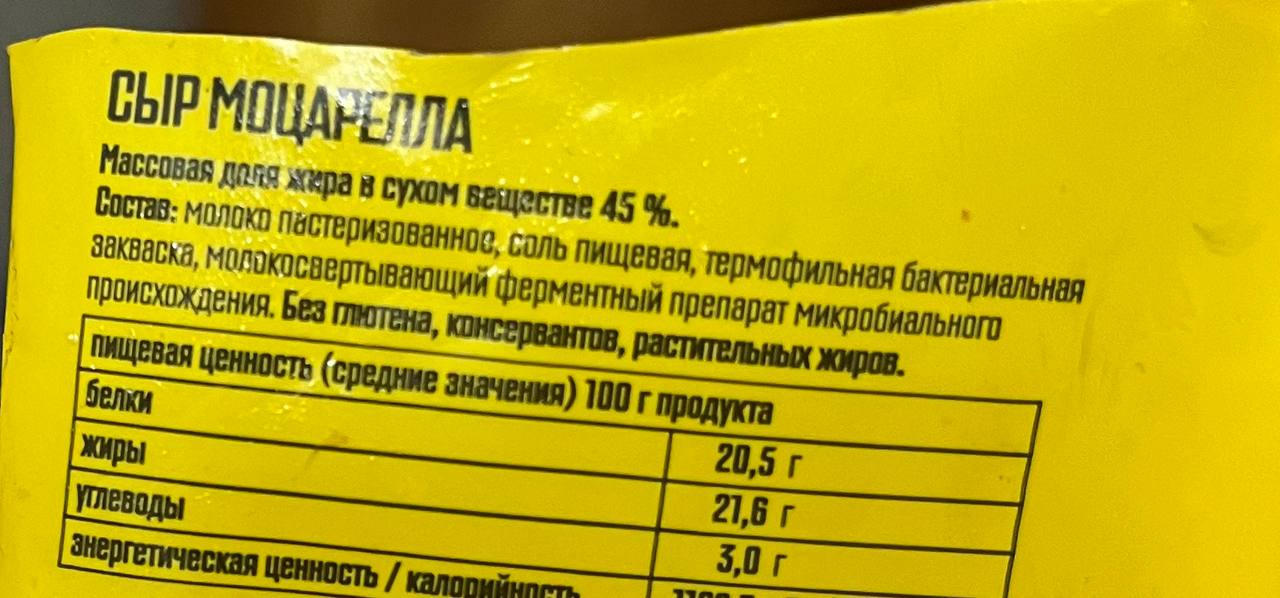 СЫР МОЦАРЕЛЛА
Массовая доля жира в сухом веществе 45 %.
Состав: молоко пастеризованное, соль пищевая, термофильная бактериальная
закваска, молокосвертывающий ферментный препарат микробиального
происхождения. Без глютена, консервантов, растительных жиров.
пищевая ценность (средние значения) 100 г продукта
белки 20,5 г
жиры 21,6 г
углеводы 3,0 г
энергетическая ценность / калорийность